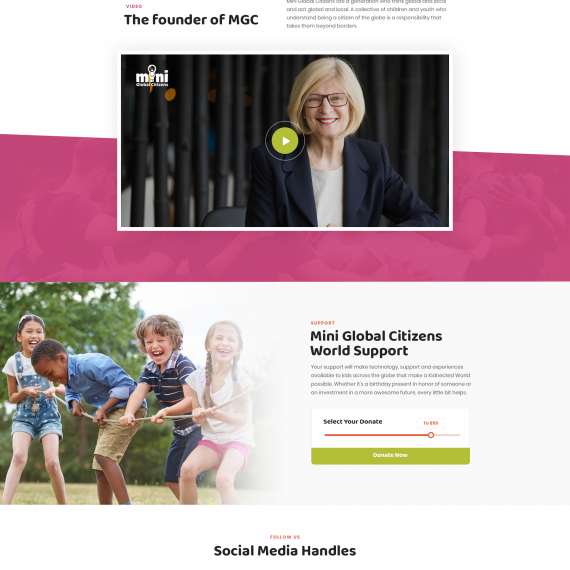 VIDEO
The founder of MGC
Mini Global Citizens are a generation who think global and local
and act global and local. A collective of children and youth who
understand being a citizen of the globe is a responsibility that
takes them beyond borders.
mini
Global Citizens
SUPPORT
Mini Global Citizens
World Support
Your support will make technology, support and experiences
available to kids across the globe that make a Kidnected World
possible. Whether it's a birthday present in honor of someone or
an investment in a more awesome future, every little bit helps.
Select Your Donate
To $50
Donate Now
FOLLOW US
Social Media Handles